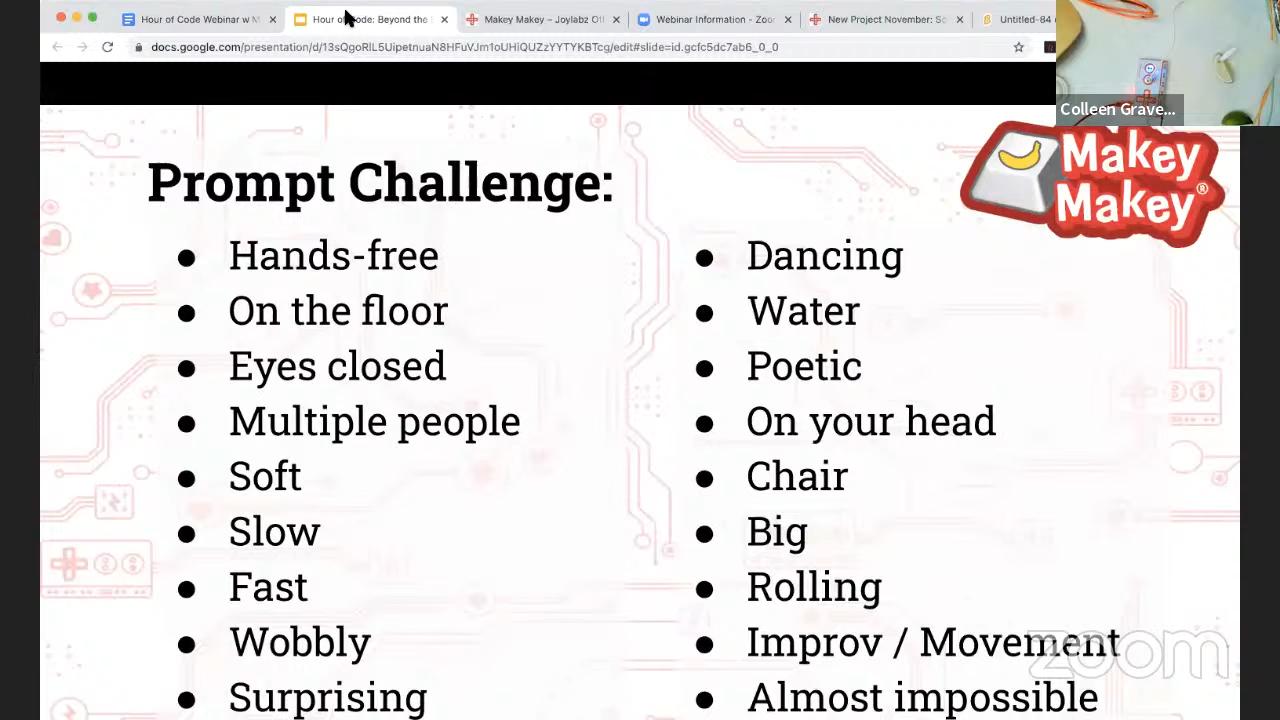 Hour of Code Webinar w M
Hour of Code: Beyond the
Makey Makey – Joylabz Of
Webinar Information - Zoo
New Project November: Sc
Untitled-84
docs.google.com/presentation/d/13sQgoRlL5UipetnuaN8HFuVJm1oUHiQUZzYYTYKBTcg/edit#slide=id.gcfc5dc7ab6_0_0
Colleen Grave...
Makey
Makey®
Prompt Challenge:
● Hands-free
● On the floor
● Eyes closed
● Multiple people
● Soft
● Slow
● Fast
● Wobbly
● Surprising
● Dancing
● Water
● Poetic
● On your head
● Chair
● Big
● Rolling
● Improv / Movement
● Almost impossible
zoom